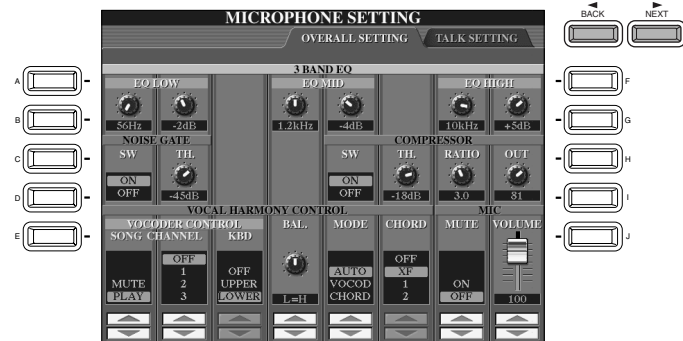 MICROPHONE SETTING
BACK NEXT
OVERALL SETTING TALK SETTING
3 BAND EQ
A F
EQ LOW EQ MID EQ HIGH
B G
56Hz -2dB 1.2kHz -4dB 10kHz +5dB
NOISE GATE COMPRESSOR
C SW TH. SW TH. RATIO OUT H
ON ON
OFF -45dB OFF -18dB 3.0 81
D I
VOCAL HARMONY CONTROL MIC
VOCODER CONTROL BAL. MODE CHORD MUTE VOLUME
E SONG CHANNEL KBD J
OFF OFF
1 OFF AUTO XF
MUTE 2 UPPER VOCOD 1 ON
PLAY 3 LOWER L=H CHORD 2 OFF 100